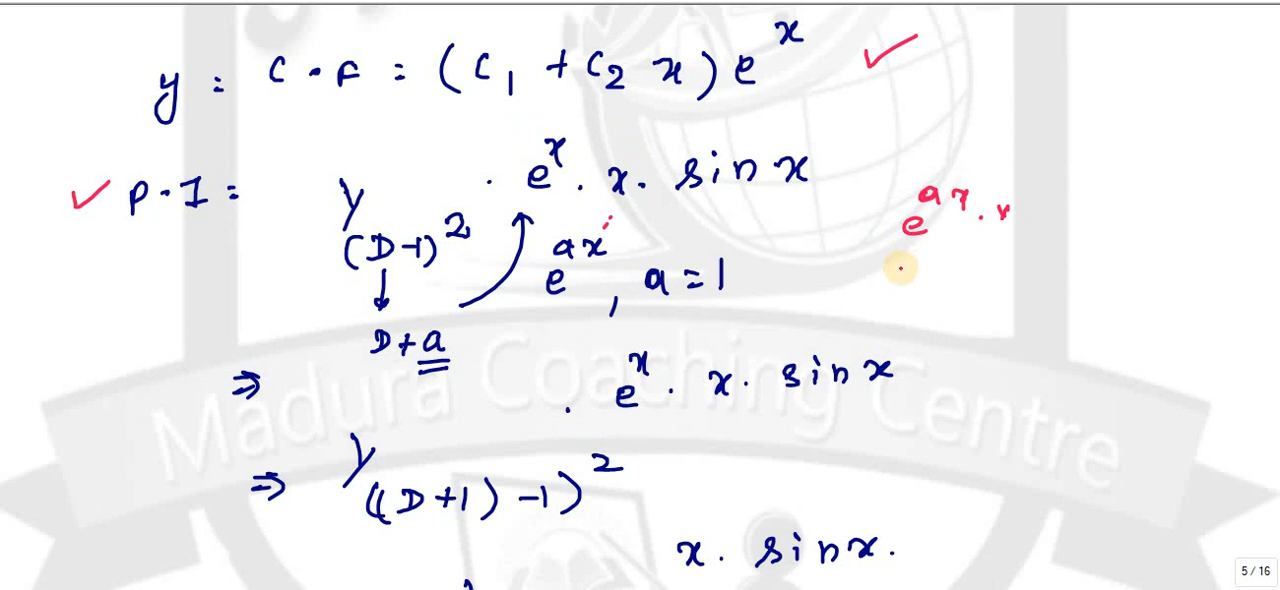 y = C.F = (C1 + C2 x) e^x
P.I = 1/(D-1)^2 . e^x . x. sin x
e^ax . x
e^ax , a = 1
D + a
⇒ . e^x . x. sin x
⇒ 1/((D+1) -1)^2
x. sin x.
Madura Coaching Centre
5 / 16